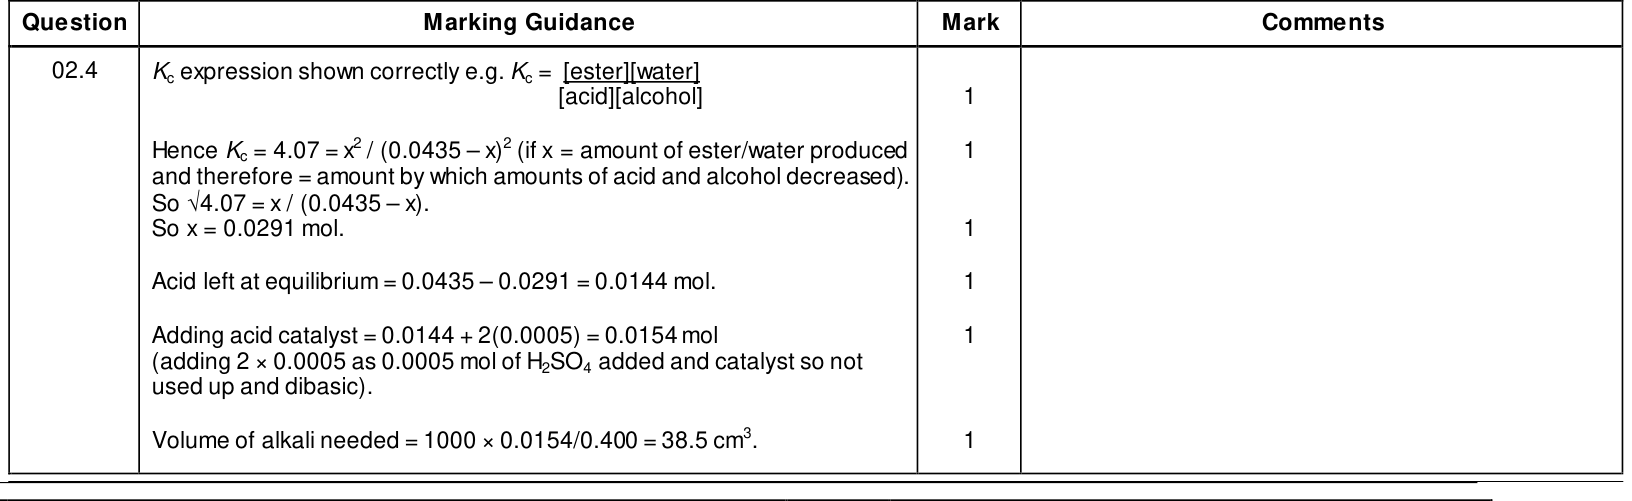 Question Marking Guidance Mark Comments
02.4 Kc expression shown correctly e.g. Kc = [ester][water]
[acid][alcohol] 1
Hence Kc = 4.07 = x² / (0.0435 – x)² (if x = amount of ester/water produced 1
and therefore = amount by which amounts of acid and alcohol decreased).
So √4.07 = x / (0.0435 – x).
So x = 0.0291 mol. 1
Acid left at equilibrium = 0.0435 – 0.0291 = 0.0144 mol. 1
Adding acid catalyst = 0.0144 + 2(0.0005) = 0.0154 mol 1
(adding 2 × 0.0005 as 0.0005 mol of H₂SO₄ added and catalyst so not
used up and dibasic).
Volume of alkali needed = 1000 × 0.0154/0.400 = 38.5 cm³. 1